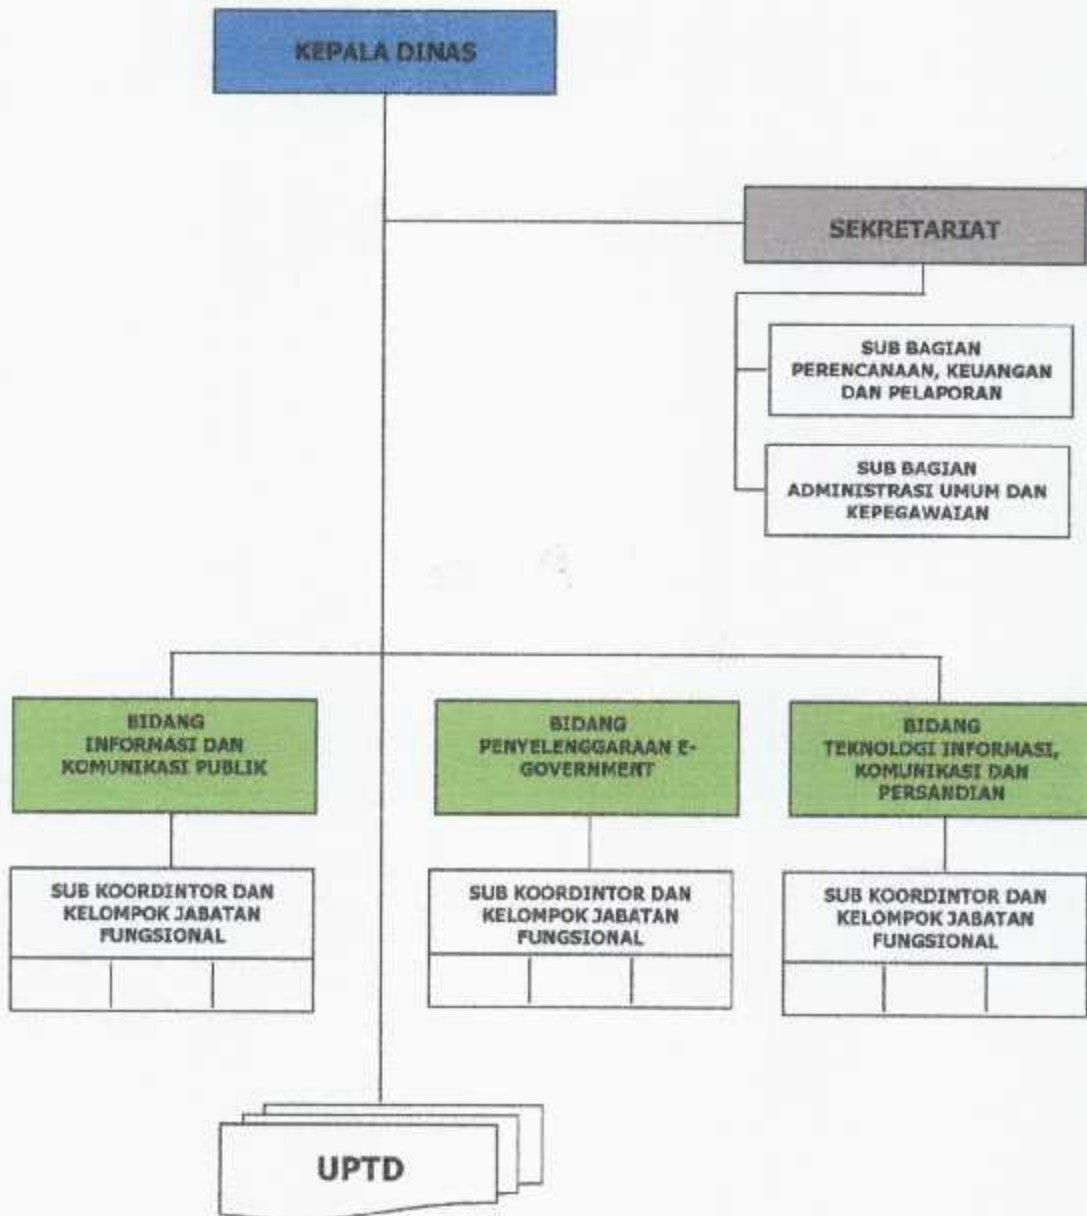 KEPALA DINAS
SEKRETARIAT
SUB BAGIAN
PERENCANAAN, KEUANGAN
DAN PELAPORAN
SUB BAGIAN
ADMINISTRASI UMUM DAN
KEPEGAWAIAN
BIDANG
INFORMASI DAN
KOMUNIKASI PUBLIK
BIDANG
PENYELENGGARAAN E-
GOVERNMENT
BIDANG
TEKNOLOGI INFORMASI,
KOMUNIKASI DAN
PERSANDIAN
SUB KOORDINTOR DAN
KELOMPOK JABATAN
FUNGSIONAL
SUB KOORDINTOR DAN
KELOMPOK JABATAN
FUNGSIONAL
SUB KOORDINTOR DAN
KELOMPOK JABATAN
FUNGSIONAL
UPTD